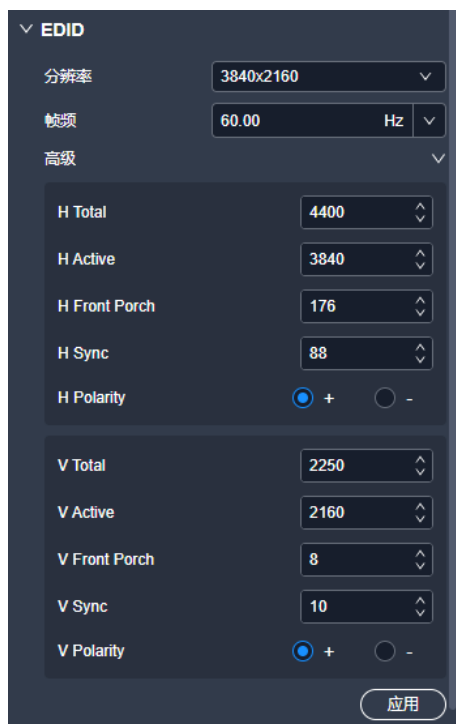 EDID
分辨率 3840x2160
帧频 60.00 Hz
高级
H Total 4400
H Active 3840
H Front Porch 176
H Sync 88
H Polarity + -
V Total 2250
V Active 2160
V Front Porch 8
V Sync 10
V Polarity + -
应用